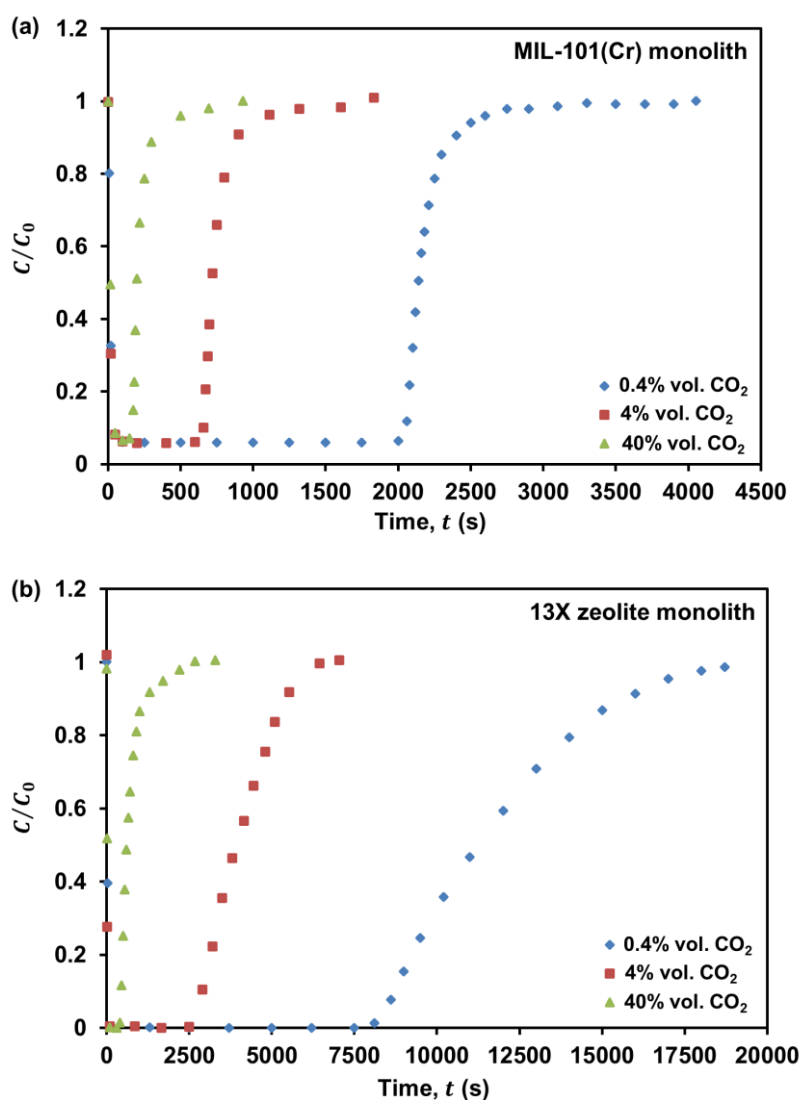 (a)
MIL-101(Cr) monolith
1.2
1
0.8
0.6
0.4
0.2
0
C/C₀
0.4% vol. CO₂
4% vol. CO₂
40% vol. CO₂
0 500 1000 1500 2000 2500 3000 3500 4000 4500
Time, t (s)
(b)
13X zeolite monolith
1.2
1
0.8
0.6
0.4
0.2
0
C/C₀
0.4% vol. CO₂
4% vol. CO₂
40% vol. CO₂
0 2500 5000 7500 10000 12500 15000 17500 20000
Time, t (s)